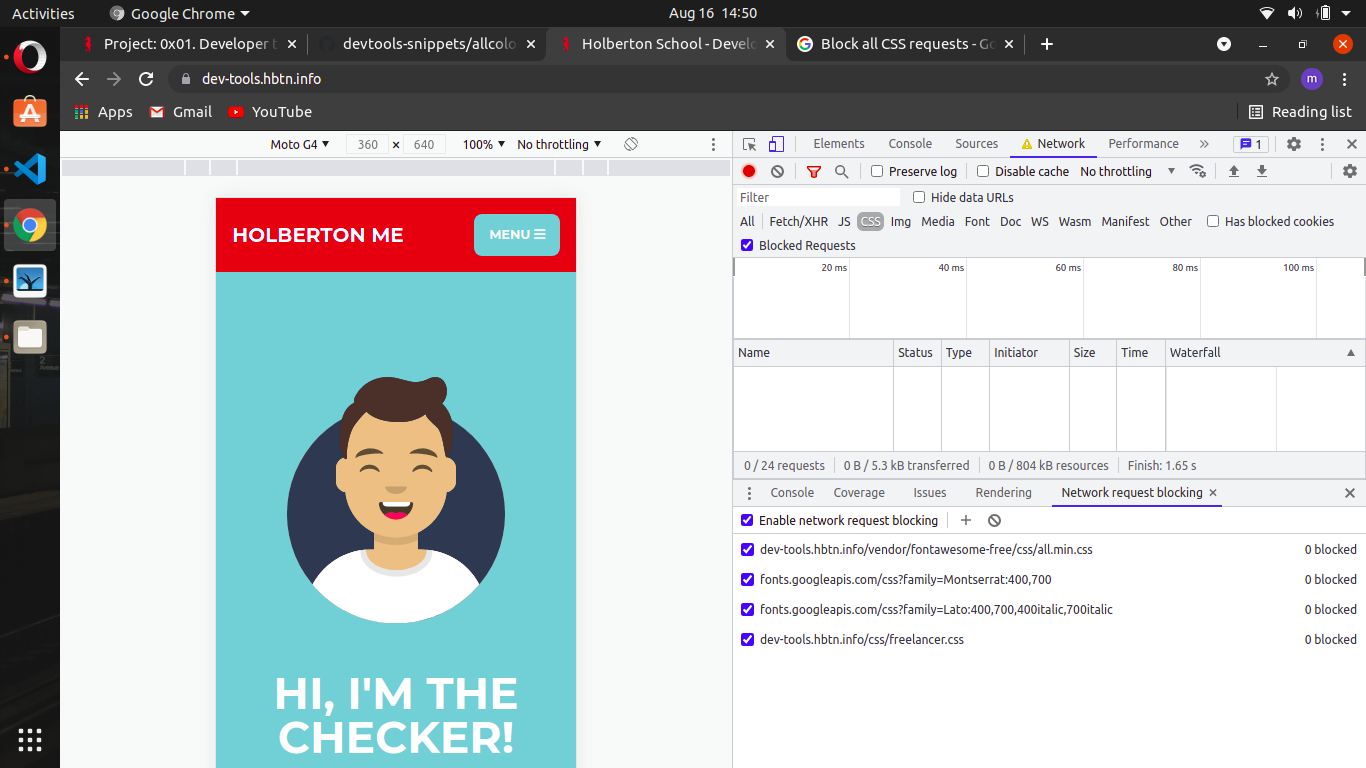 Activities Google Chrome Aug 16 14:50
Project: 0x01. Developer t devtools-snippets/allcolo Holberton School - Develo Block all CSS requests - Go
dev-tools.hbtn.info m
Apps Gmail YouTube Reading list
Moto G4 360 × 640 100% No throttling
Elements Console Sources Network Performance 1
Preserve log Disable cache No throttling
Filter Hide data URLs
All Fetch/XHR JS CSS Img Media Font Doc WS Wasm Manifest Other Has blocked cookies
Blocked Requests
20 ms 40 ms 60 ms 80 ms 100 ms
Name Status Type Initiator Size Time Waterfall
0 / 24 requests 0 B / 5.3 kB transferred 0 B / 804 kB resources Finish: 1.65 s
Console Coverage Issues Rendering Network request blocking
Enable network request blocking
dev-tools.hbtn.info/vendor/fontawesome-free/css/all.min.css 0 blocked
fonts.googleapis.com/css?family=Montserrat:400,700 0 blocked
fonts.googleapis.com/css?family=Lato:400,700,400italic,700italic 0 blocked
dev-tools.hbtn.info/css/freelancer.css 0 blocked
HOLBERTON ME MENU
HI, I'M THE
CHECKER!